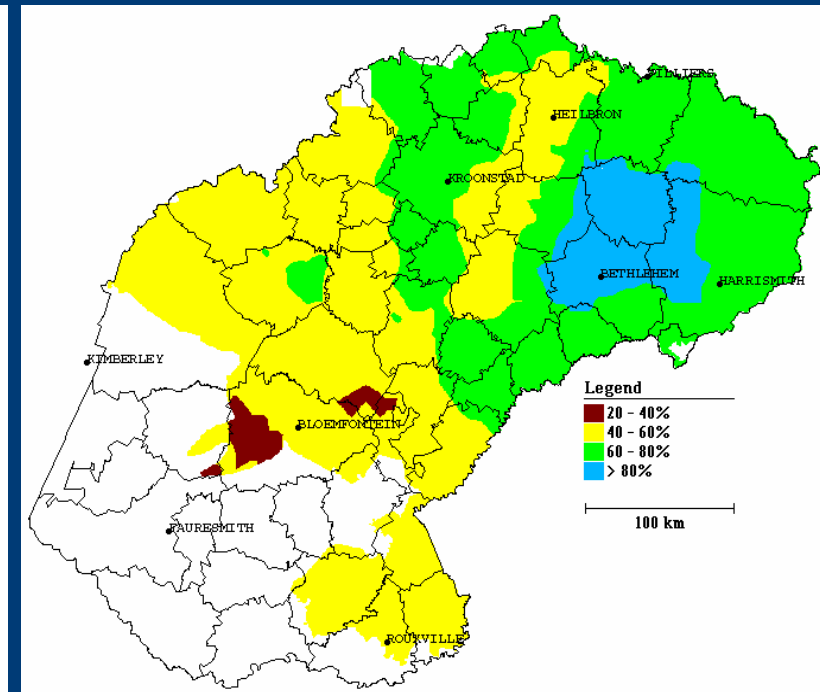 VILLIERS
HEILBRON
KROONSTAD
BETHLEHEM
HARRISMITH
KIMBERLEY
Legend
20 - 40%
40 - 60%
60 - 80%
> 80%
BLOEMFONTEIN
100 km
FAURESMITH
ROUXVILLE